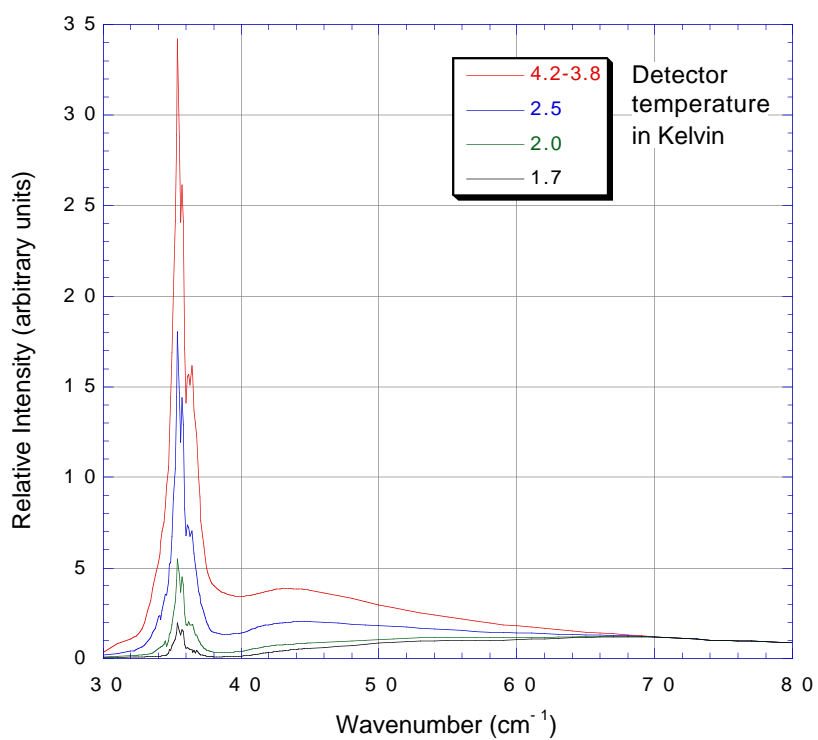 35
30
25
20
15
10
5
0
Relative Intensity (arbitrary units)
4.2-3.8
2.5
2.0
1.7
Detector
temperature
in Kelvin
30 40 50 60 70 80
Wavenumber (cm⁻¹)